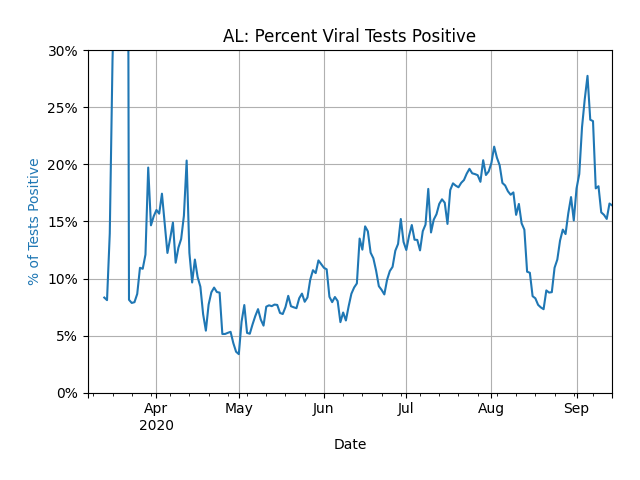 AL: Percent Viral Tests Positive
% of Tests Positive
30%
25%
20%
15%
10%
5%
0%
Apr
2020
May
Jun
Jul
Aug
Sep
Date